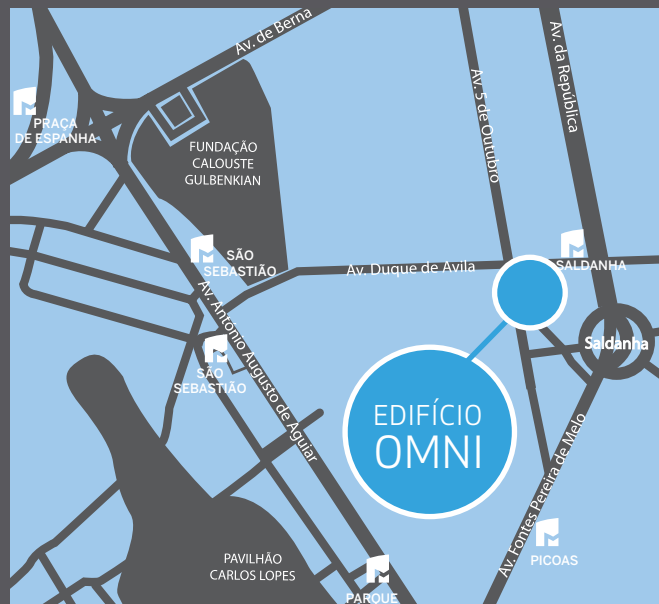 Av. de Berna
Av. 5 de Outubro
Av. da República
PRAÇA
DE ESPANHA
FUNDAÇÃO
CALOUSTE
GULBENKIAN
SÃO
SEBASTIÃO
Av. Duque de Avila
SALDANHA
Av. António Augusto de Aguiar
Saldanha
SÃO
SEBASTIÃO
EDIFÍCIO
OMNI
Av. Fontes Pereira de Melo
PICOAS
PAVILHÃO
CARLOS LOPES
PARQUE